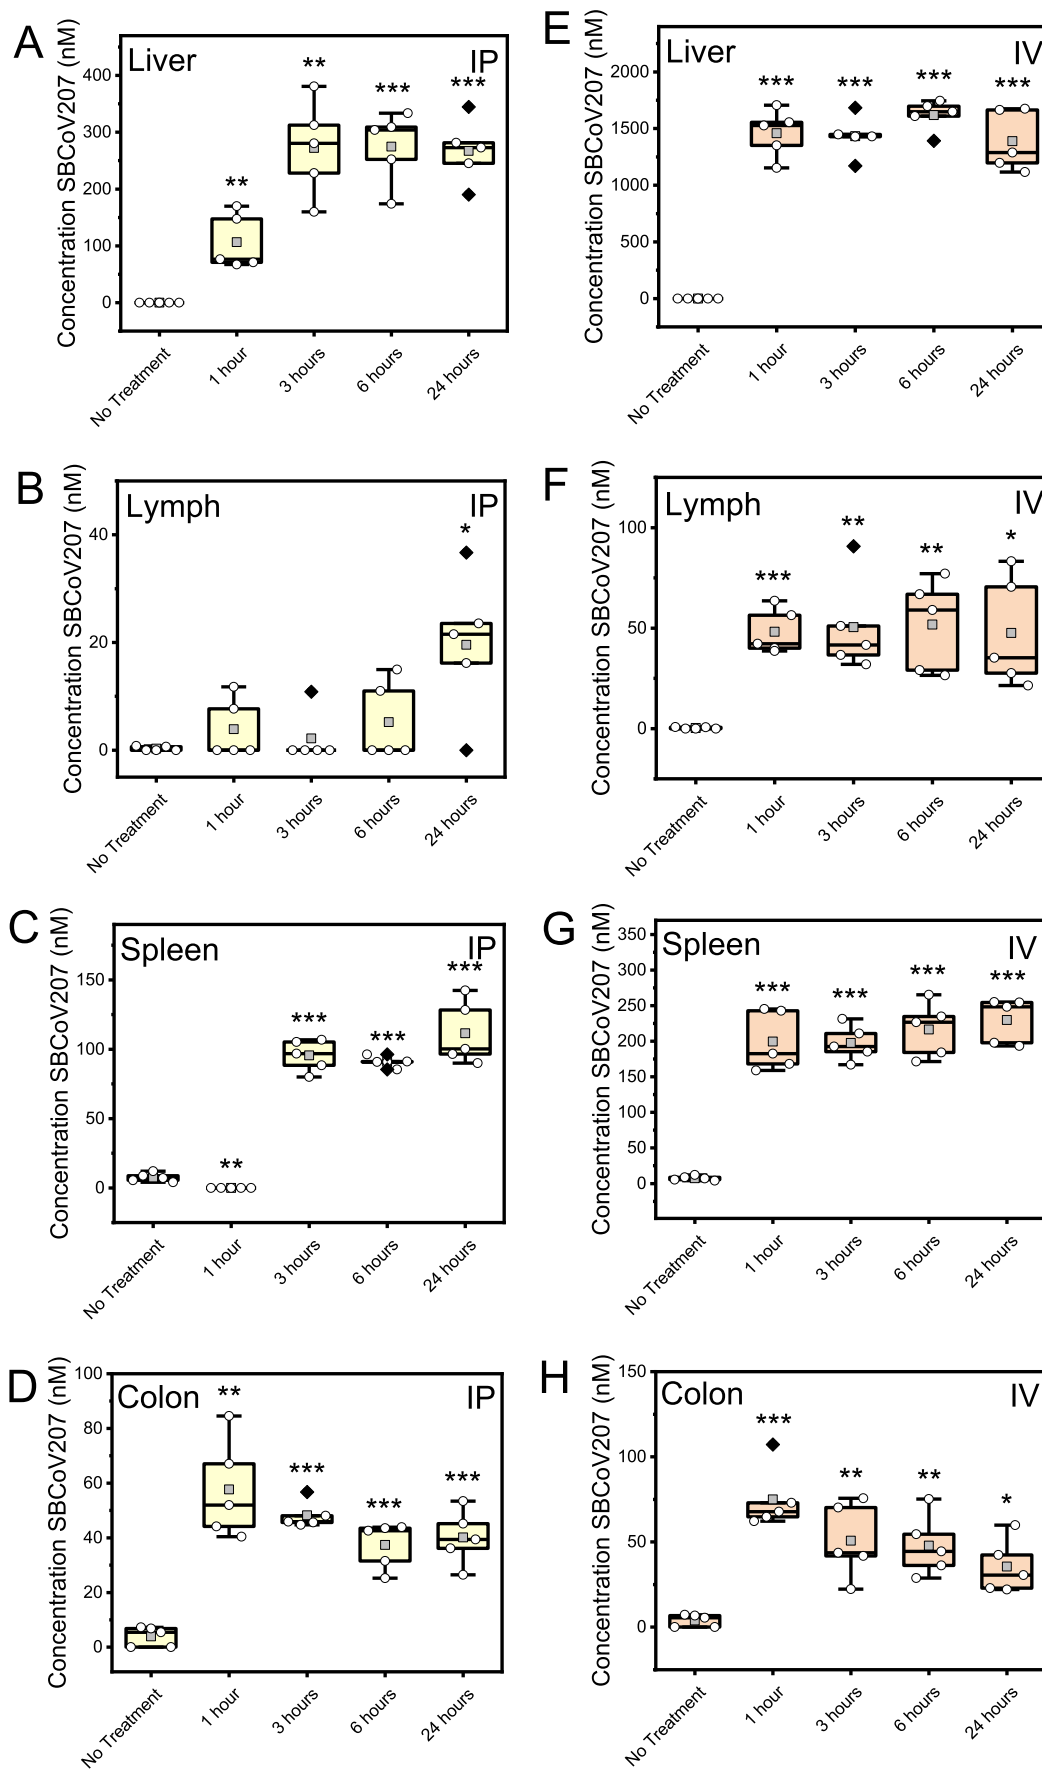 A
Concentration SBCoV207 (nM)
Liver
IP
400
300
200
100
0
**
**
***
***
No Treatment
1 hour
3 hours
6 hours
24 hours
E
Concentration SBCoV207 (nM)
Liver
IV
2000
1500
1000
500
0
***
***
***
***
No Treatment
1 hour
3 hours
6 hours
24 hours
B
Concentration SBCoV207 (nM)
Lymph
IP
40
20
0
*
No Treatment
1 hour
3 hours
6 hours
24 hours
F
Concentration SBCoV207 (nM)
Lymph
IV
100
50
0
***
**
**
*
No Treatment
1 hour
3 hours
6 hours
24 hours
C
Concentration SBCoV207 (nM)
Spleen
IP
150
100
50
0
**
***
***
***
No Treatment
1 hour
3 hours
6 hours
24 hours
G
Concentration SBCoV207 (nM)
Spleen
IV
350
300
250
200
150
100
50
0
***
***
***
***
No Treatment
1 hour
3 hours
6 hours
24 hours
D
Concentration SBCoV207 (nM)
Colon
IP
100
80
60
40
20
0
**
***
***
***
No Treatment
1 hour
3 hours
6 hours
24 hours
H
Concentration SBCoV207 (nM)
Colon
IV
150
100
50
0
***
**
**
*
No Treatment
1 hour
3 hours
6 hours
24 hours